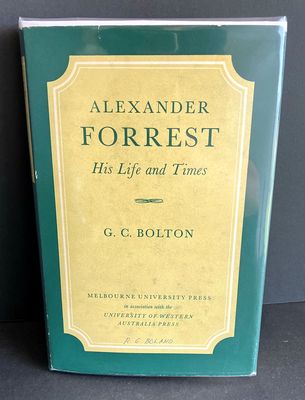 ALEXANDER
FORREST
His Life and Times
G. C. BOLTON
MELBOURNE UNIVERSITY PRESS
in association with the
UNIVERSITY OF WESTERN
AUSTRALIA PRESS
R G BOLAND